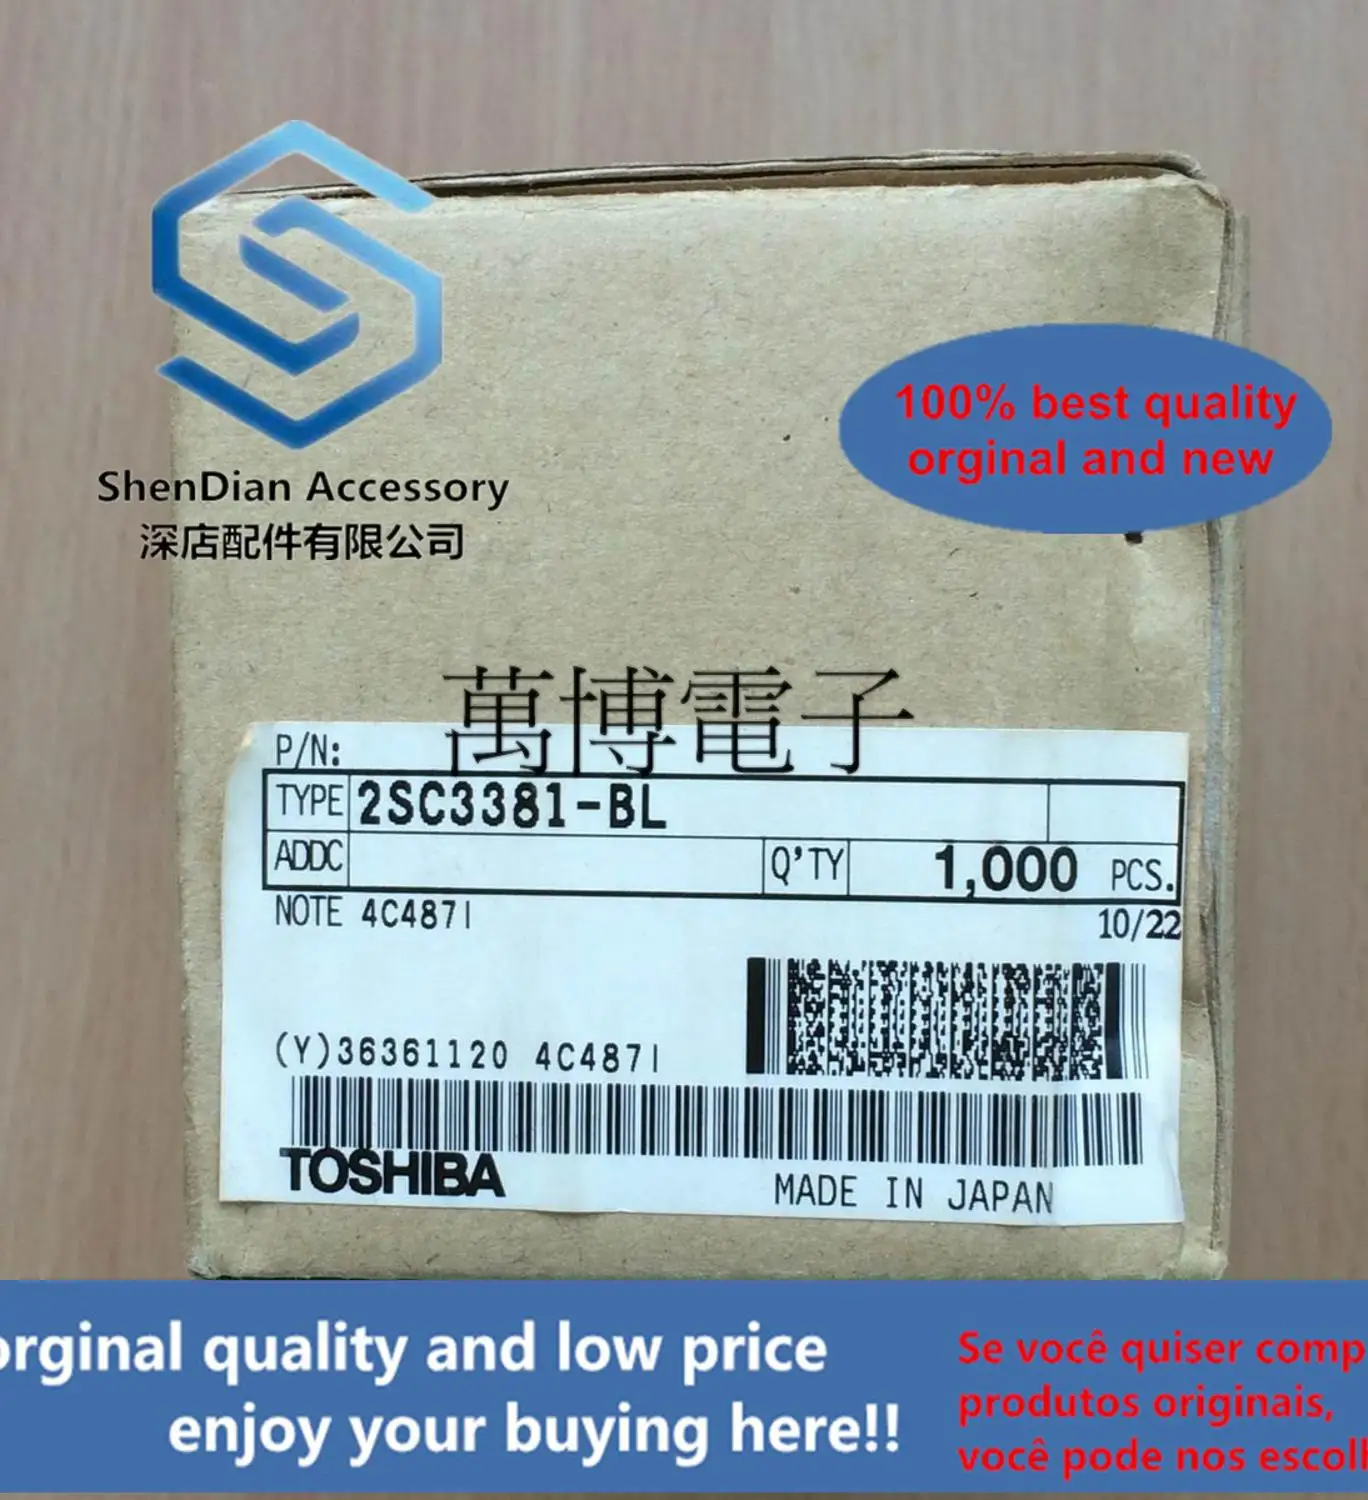 ShenDian Accessory
深店配件有限公司
100% best quality
orginal and new
萬博電子
P/N:
TYPE 2SC3381-BL
ADDC Q'TY 1,000 PCS.
NOTE 4C487I 10/22
(Y)36361120 4C487I
TOSHIBA
MADE IN JAPAN
orginal quality and low price
enjoy your buying here!!
Se você quiser comp
produtos originais,
você pode nos escolh